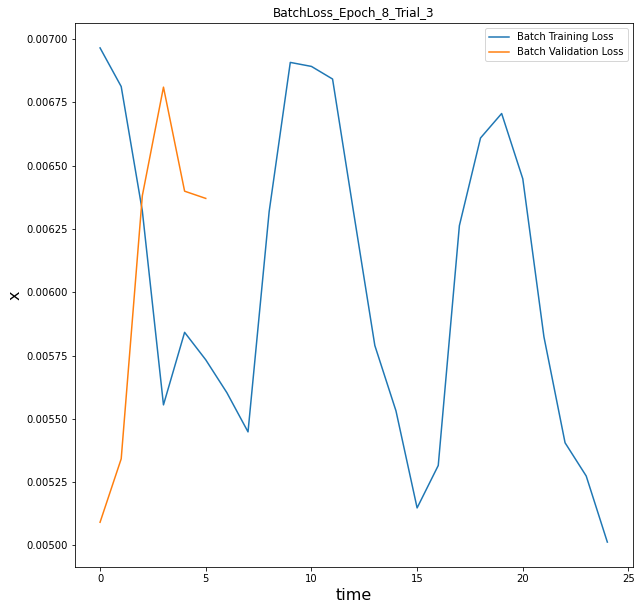 BatchLoss_Epoch_8_Trial_3
Batch Training Loss
Batch Validation Loss
0.00700
0.00675
0.00650
0.00625
0.00600
0.00575
0.00550
0.00525
0.00500
x
0 5 10 15 20 25
time